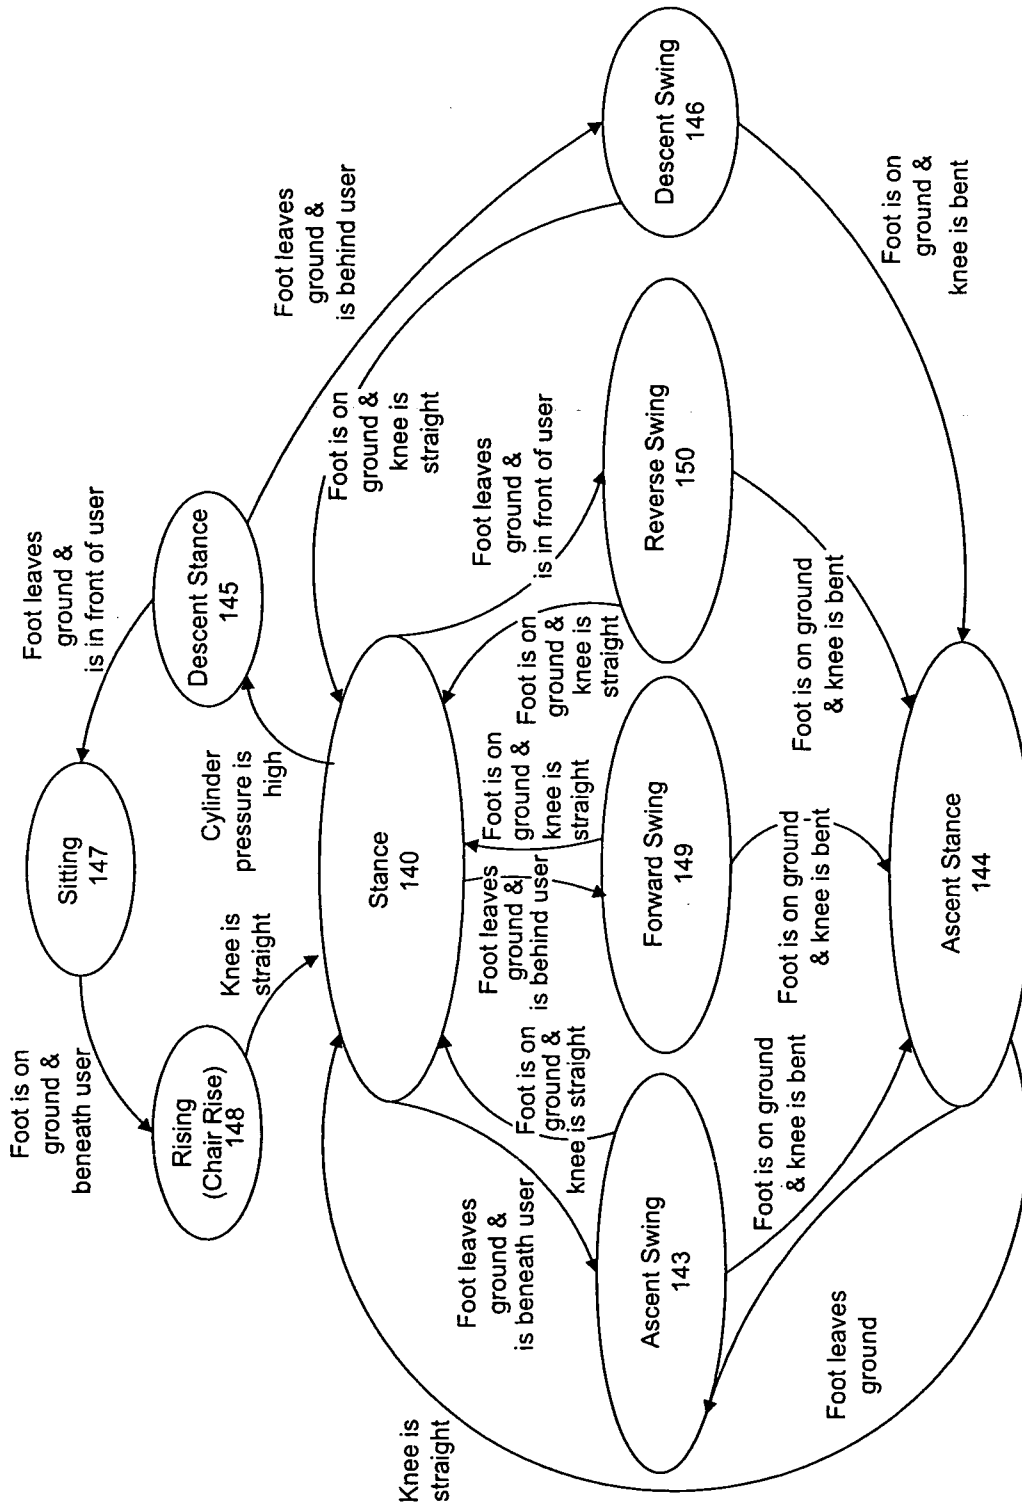 Foot is on
ground &
beneath user
Sitting
147
Foot leaves
ground &
is in front of user
Rising
(Chair Rise)
148
Knee is
straight
Cylinder
pressure is
high
Descent Stance
145
Foot leaves
ground &
is behind user
Foot is on
ground &
knee is
straight
Stance
140
Knee is
straight
Foot leaves
ground &
is beneath user
Foot is on
ground &
knee is straight
Foot leaves
ground &
is behind user
Foot is on
ground &
knee is
straight
Foot is on
ground &
knee is
straight
Foot leaves
ground &
is in front of user
Ascent Swing
143
Forward Swing
149
Reverse Swing
150
Descent Swing
146
Foot leaves
ground
Foot is on ground
& knee is bent
Foot is on ground
& knee is bent
Foot is on ground
& knee is bent
Foot is on
ground &
knee is bent
Ascent Stance
144